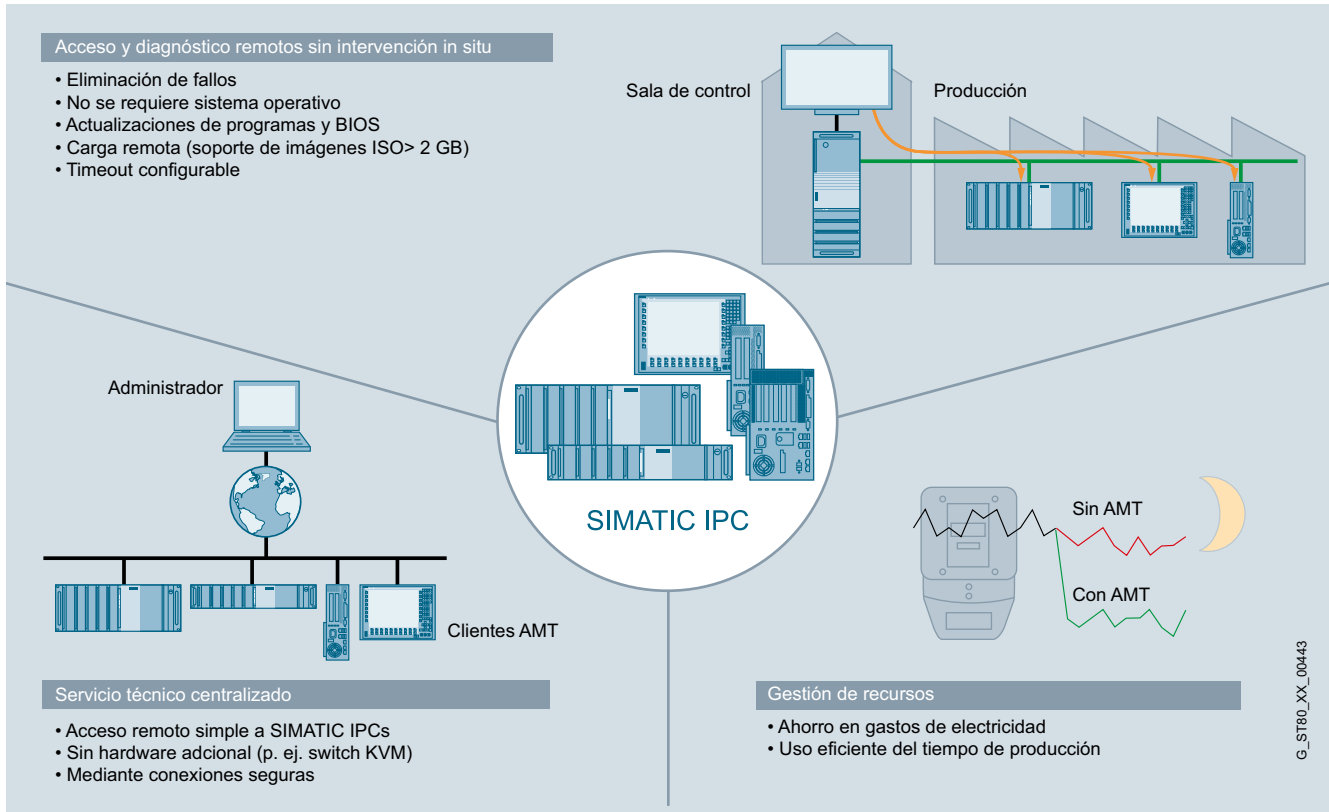 Acceso y diagnóstico remotos sin intervención in situ
• Eliminación de fallos
• No se requiere sistema operativo
• Actualizaciones de programas y BIOS
• Carga remota (soporte de imágenes ISO> 2 GB)
• Timeout configurable
Sala de control
Producción
Administrador
Clientes AMT
SIMATIC IPC
Sin AMT
Con AMT
Servicio técnico centralizado
• Acceso remoto simple a SIMATIC IPCs
• Sin hardware adcional (p. ej. switch KVM)
• Mediante conexiones seguras
Gestión de recursos
• Ahorro en gastos de electricidad
• Uso eficiente del tiempo de producción
G_ST80_XX_00443